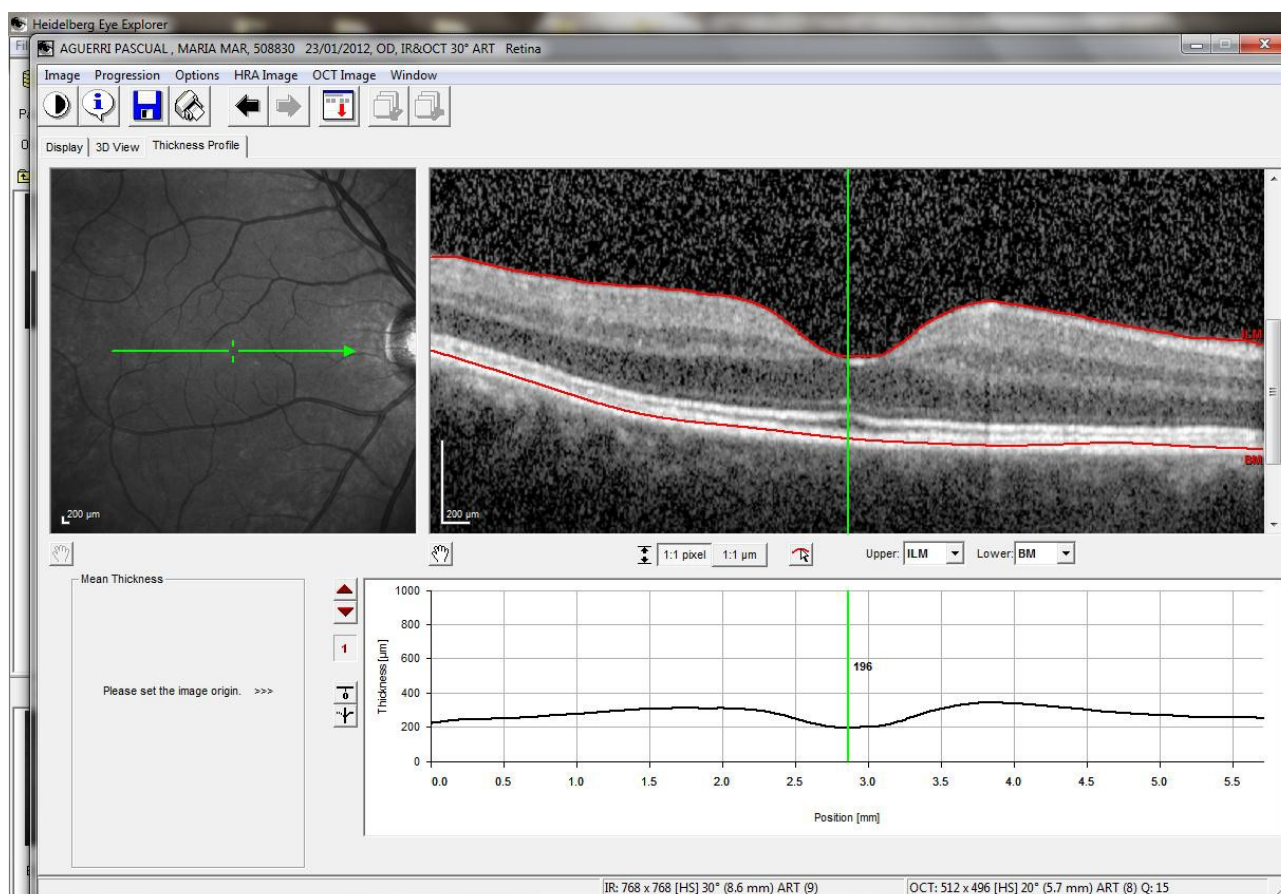 Heidelberg Eye Explorer
AGUERRI PASCUAL , MARIA MAR, 508830 23/01/2012, OD, IR&OCT 30° ART Retina
Image Progression Options HRA Image OCT Image Window
Display 3D View Thickness Profile
ILM
BM
200 µm
200 µm
1:1 pixel 1:1 µm Upper: ILM Lower: BM
Mean Thickness
Please set the image origin. >>>
1
Thickness [µm]
1000
800
600
400
200
0
196
0.0 0.5 1.0 1.5 2.0 2.5 3.0 3.5 4.0 4.5 5.0 5.5
Position [mm]
IR: 768 x 768 [HS] 30° (8.6 mm) ART (9) OCT: 512 x 496 [HS] 20° (5.7 mm) ART (8) Q: 15